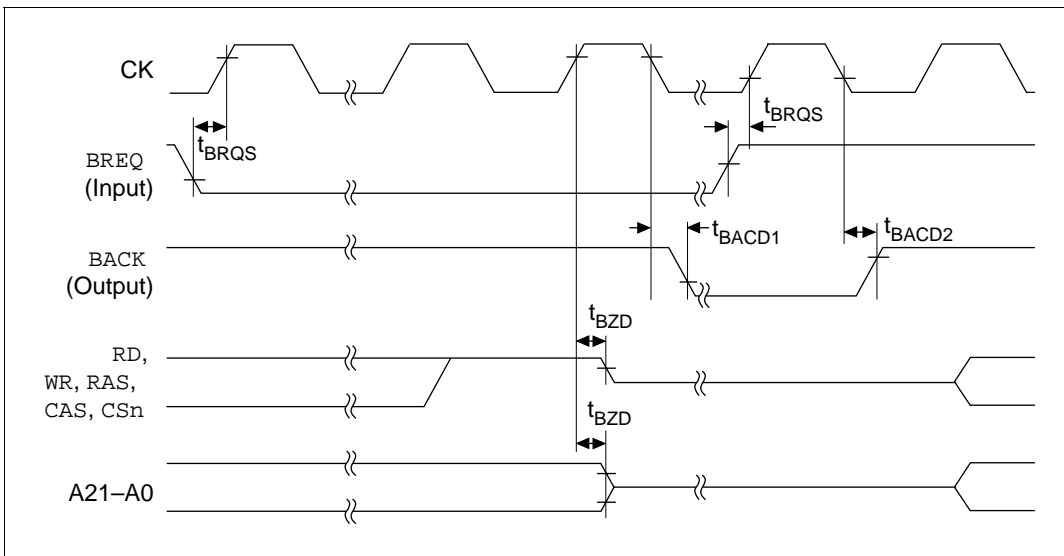 CK
tBRQS
tBRQS
BREQ
(Input)
tBACD1
tBACD2
BACK
(Output)
tBZD
RD,
WR, RAS,
CAS, CSn
tBZD
A21–A0